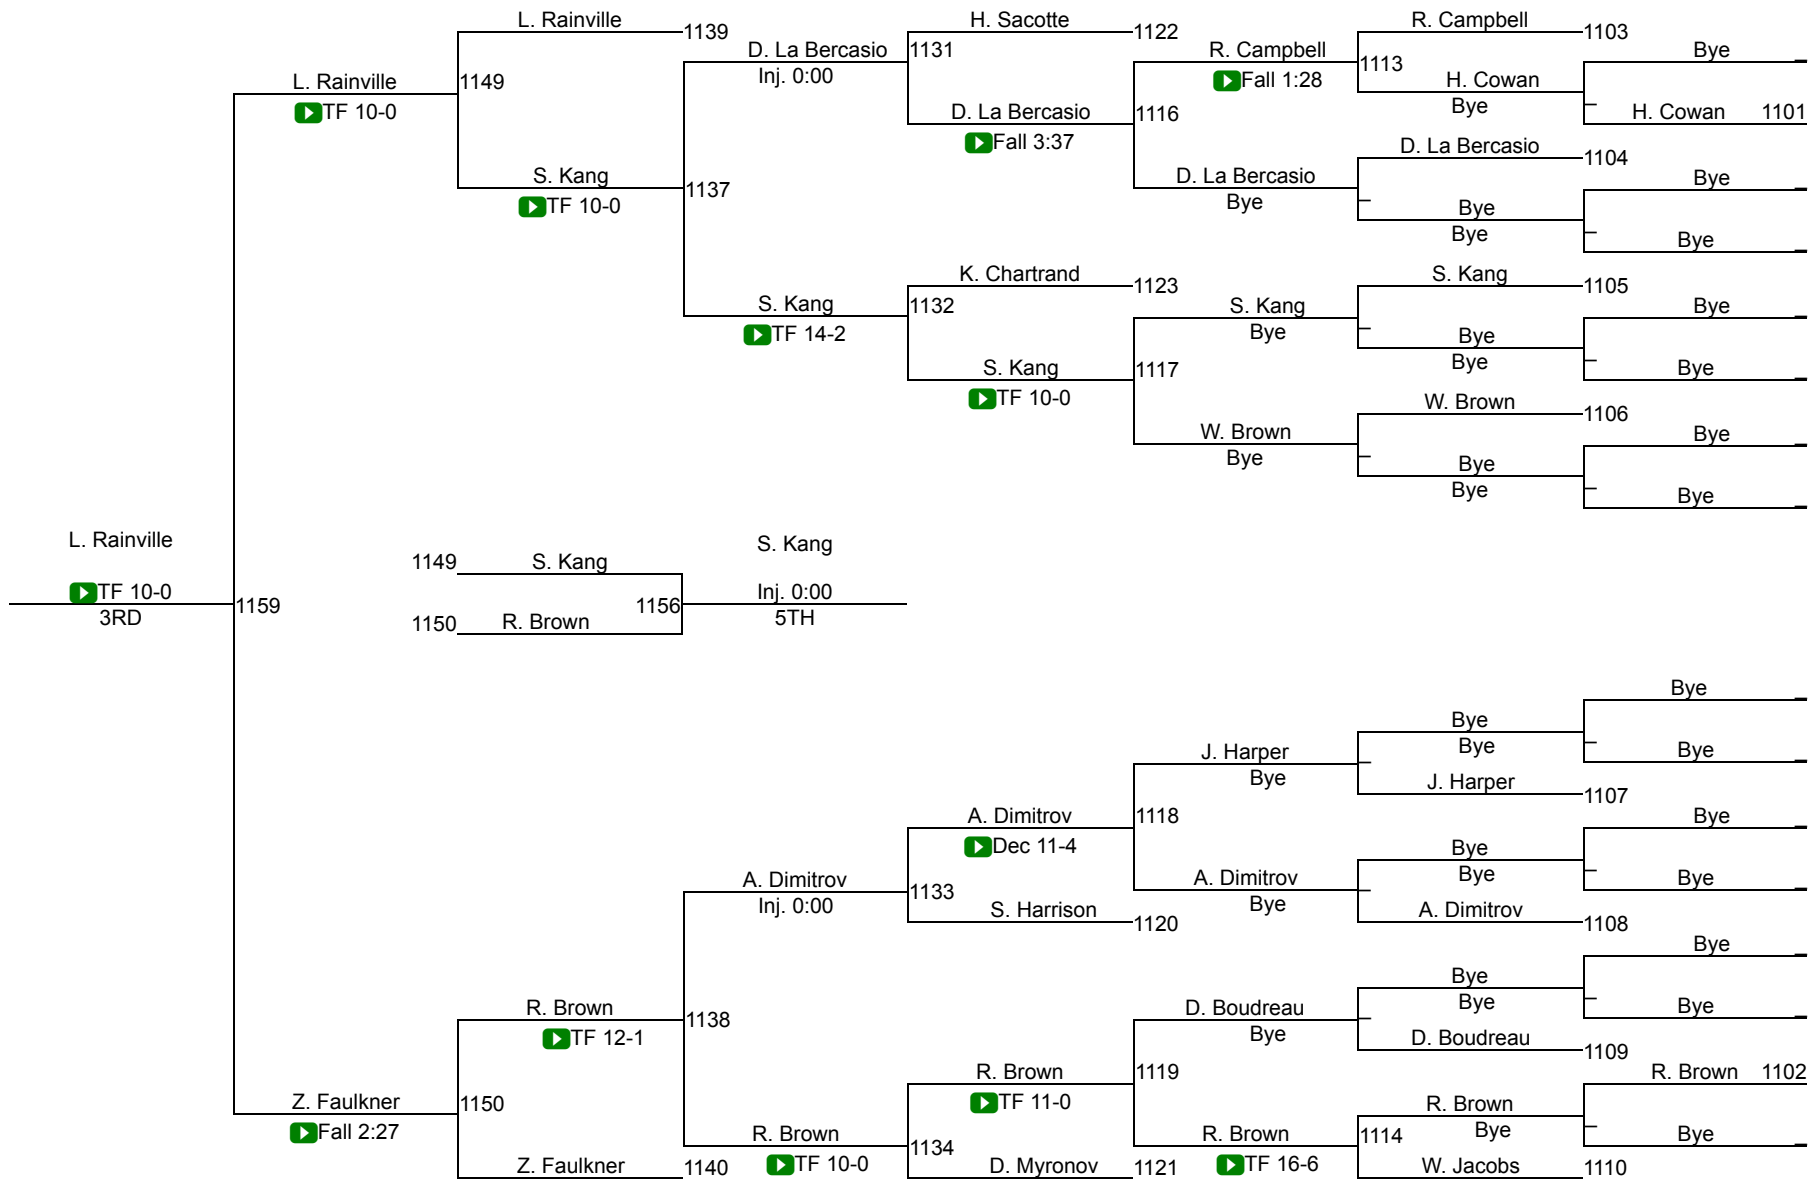 L. Rainville
1139
H. Sacotte
1122
R. Campbell
1103
D. La Bercasio
Inj. 0:00
1131
R. Campbell
Fall 1:28
1113
Bye
L. Rainville
TF 10-0
1149
H. Cowan
Bye
D. La Bercasio
Fall 3:37
1116
H. Cowan 1101
D. La Bercasio
1104
S. Kang
TF 10-0
1137
D. La Bercasio
Bye
Bye
Bye
Bye
Bye
K. Chartrand
1123
S. Kang
1105
S. Kang
TF 14-2
1132
S. Kang
Bye
Bye
Bye
Bye
S. Kang
TF 10-0
1117
Bye
W. Brown
1106
W. Brown
Bye
Bye
Bye
Bye
Bye
L. Rainville
TF 10-0
3RD
1159
1149
S. Kang
1150
R. Brown
1156
S. Kang
Inj. 0:00
5TH
Bye
Bye
Bye
J. Harper
Bye
Bye
J. Harper
1107
A. Dimitrov
Dec 11-4
1118
Bye
Bye
Bye
A. Dimitrov
Inj. 0:00
1133
A. Dimitrov
Bye
Bye
S. Harrison
1120
A. Dimitrov
1108
Bye
Bye
Bye
R. Brown
TF 12-1
1138
D. Boudreau
Bye
Bye
D. Boudreau
1109
R. Brown
TF 11-0
1119
R. Brown 1102
Z. Faulkner
Fall 2:27
1150
R. Brown
Bye
R. Brown
TF 10-0
1134
R. Brown
TF 16-6
1114
Bye
Z. Faulkner
1140
D. Myronov
1121
W. Jacobs
1110